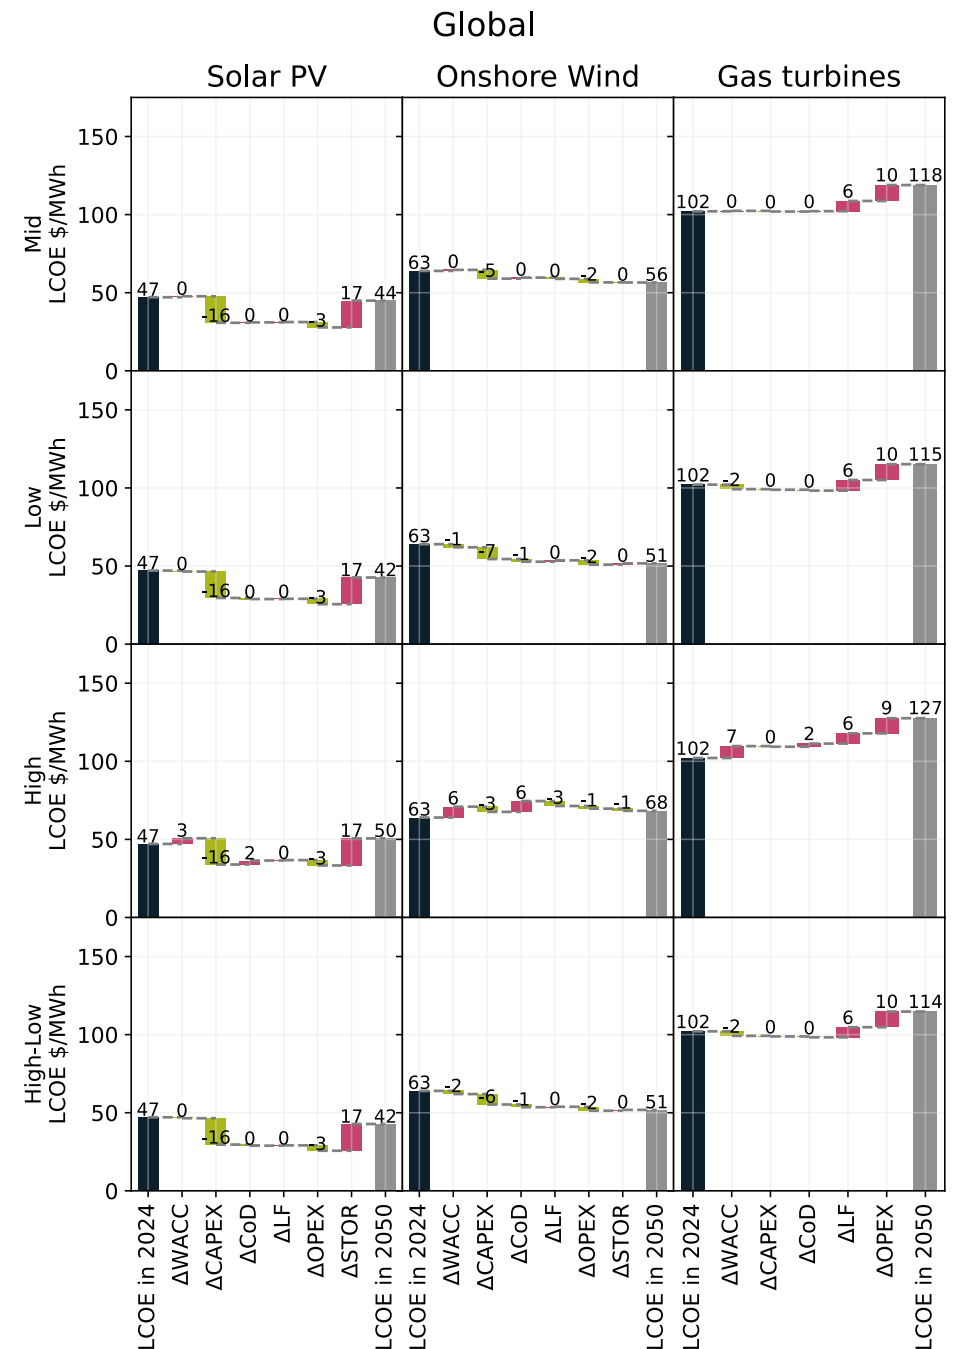 Global
Solar PV
Onshore Wind
Gas turbines
Mid
LCOE $/MWh
150
100
50
0
47 0 -16 0 0 -3 17 44
63 0 -5 0 0 -2 0 56
102 0 0 0 6 10 118
Low
LCOE $/MWh
150
100
50
0
47 0 -16 0 0 -3 17 42
63 -1 -7 -1 0 -2 0 51
102 -2 0 0 6 10 115
High
LCOE $/MWh
150
100
50
0
47 3 -16 2 0 -3 17 50
63 6 -3 6 -3 -1 -1 68
102 7 0 2 6 9 127
High-Low
LCOE $/MWh
150
100
50
0
47 0 -16 0 0 -3 17 42
63 -2 -6 -1 0 -2 0 51
102 -2 0 0 6 10 114
LCOE in 2024
ΔWACC
ΔCAPEX
ΔCoD
ΔLF
ΔOPEX
ΔSTOR
LCOE in 2050
LCOE in 2024
ΔWACC
ΔCAPEX
ΔCoD
ΔLF
ΔOPEX
ΔSTOR
LCOE in 2050
LCOE in 2024
ΔWACC
ΔCAPEX
ΔCoD
ΔLF
ΔOPEX
LCOE in 2050